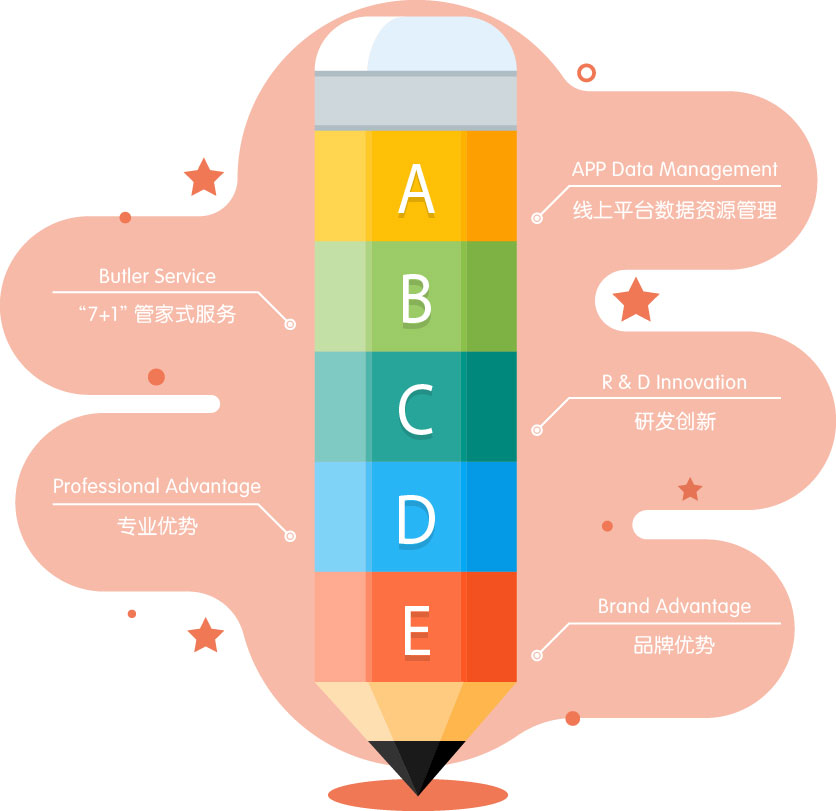 A
APP Data Management
线上平台数据资源管理
B
Butler Service
“7+1”管家式服务
C
R & D Innovation
研发创新
D
Professional Advantage
专业优势
E
Brand Advantage
品牌优势